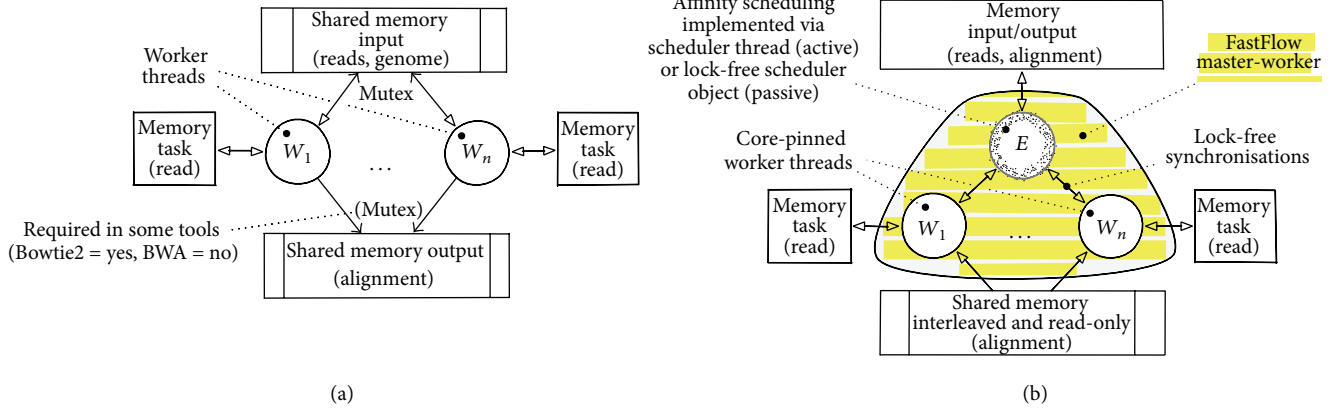 Shared memory
input
(reads, genome)
Worker
threads
Mutex
Memory
task
(read)
W1
...
Wn
Memory
task
(read)
(Mutex)
Required in some tools
(Bowtie2 = yes, BWA = no)
Shared memory output
(alignment)
(a)
Affinity scheduling
implemented via
scheduler thread (active)
or lock-free scheduler
object (passive)
Memory
input/output
(reads, alignment)
FastFlow
master-worker
E
Core-pinned
worker threads
Lock-free
synchronisations
Memory
task
(read)
W1
...
Wn
Memory
task
(read)
Shared memory
interleaved and read-only
(alignment)
(b)